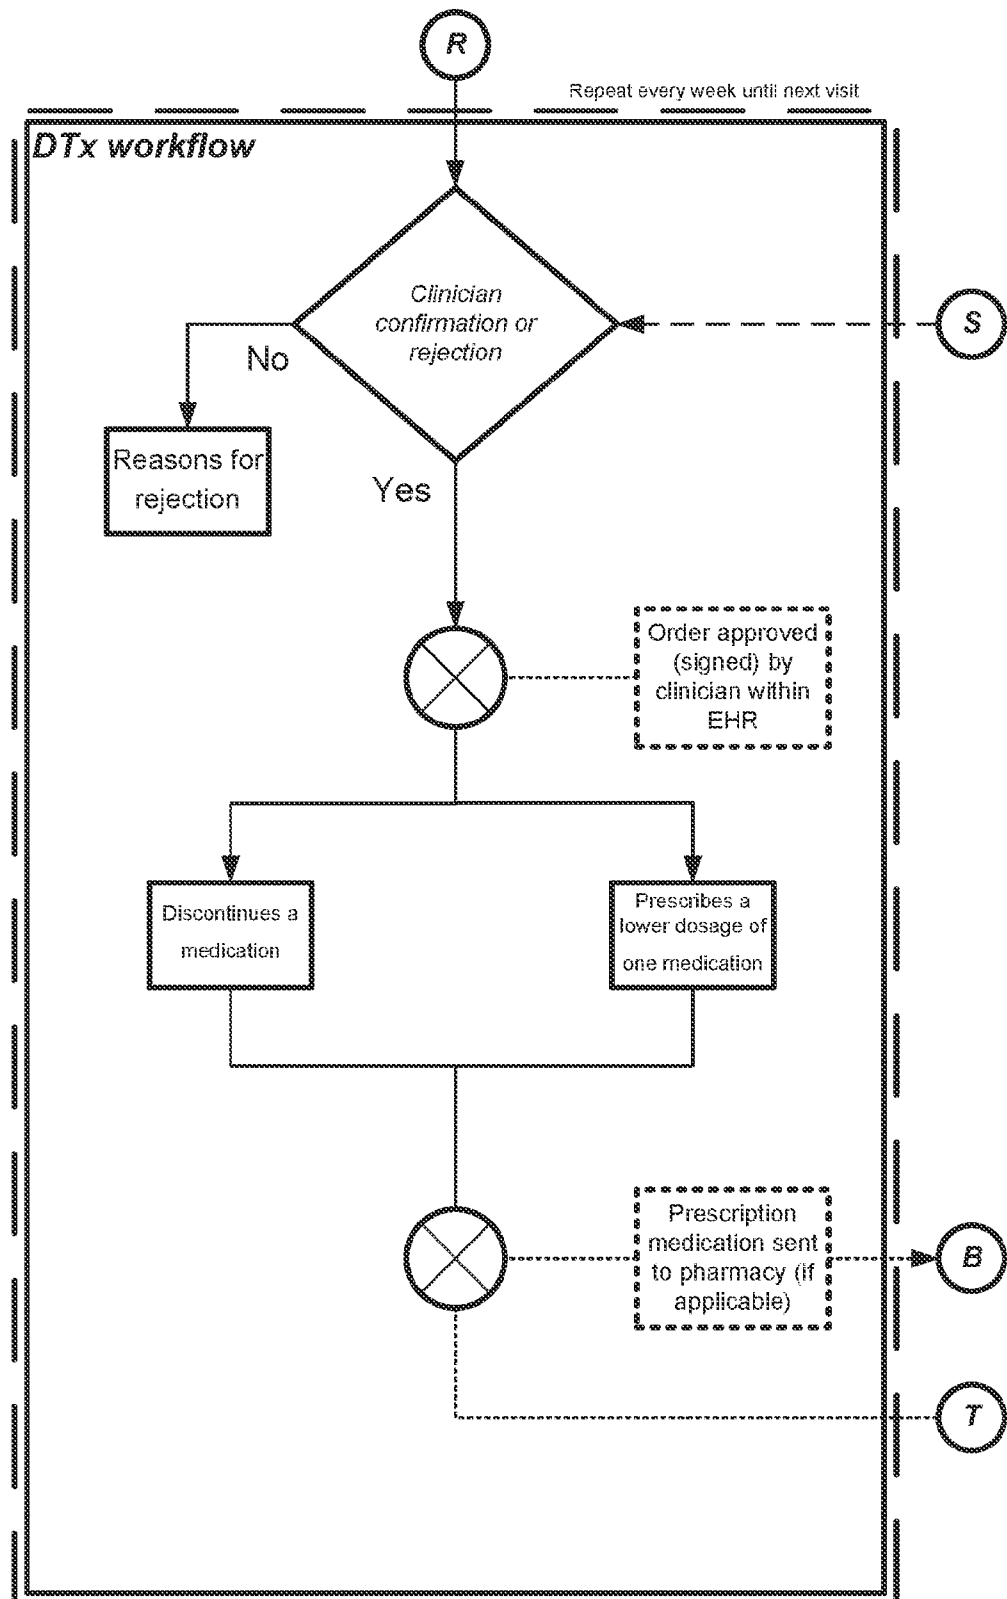 R
Repeat every week until next visit
DTx workflow
Clinician
confirmation or
rejection
S
No
Reasons for
rejection
Yes
Order approved
(signed) by
clinician within
EHR
Discontinues a
medication
Prescribes a
lower dosage of
one medication
Prescription
medication sent
to pharmacy (if
applicable)
B
T